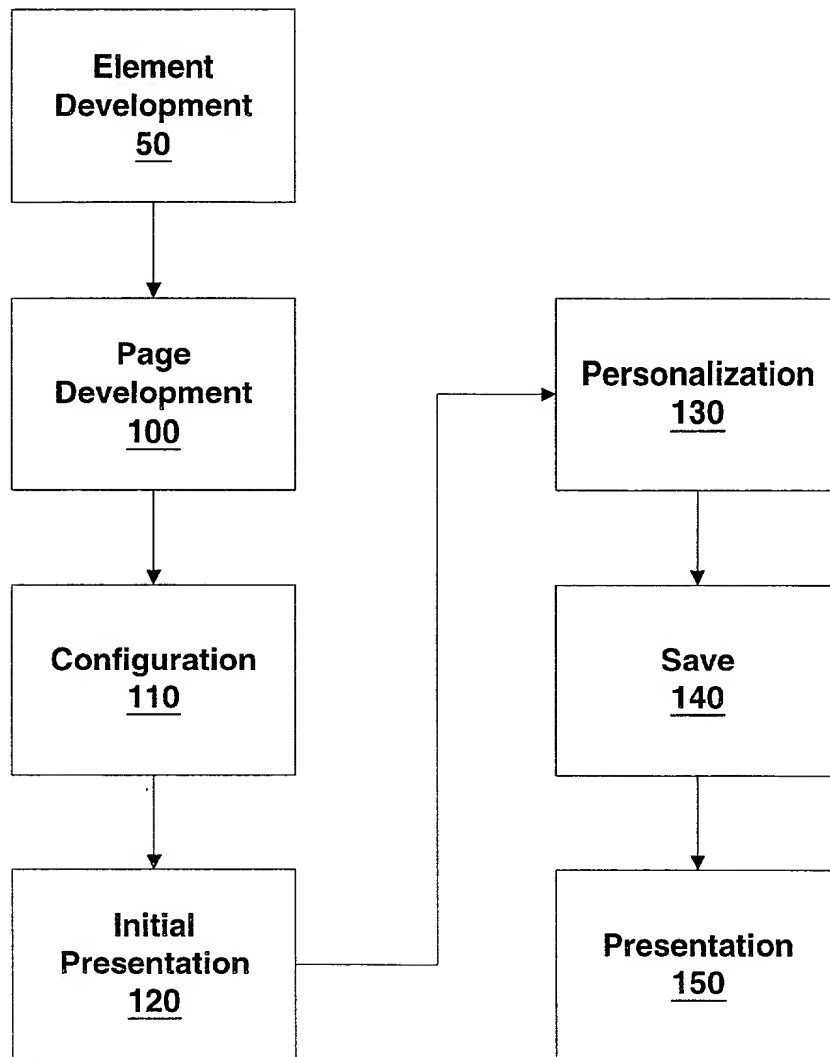 Element
Development
50
Page
Development
100
Configuration
110
Initial
Presentation
120
Personalization
130
Save
140
Presentation
150